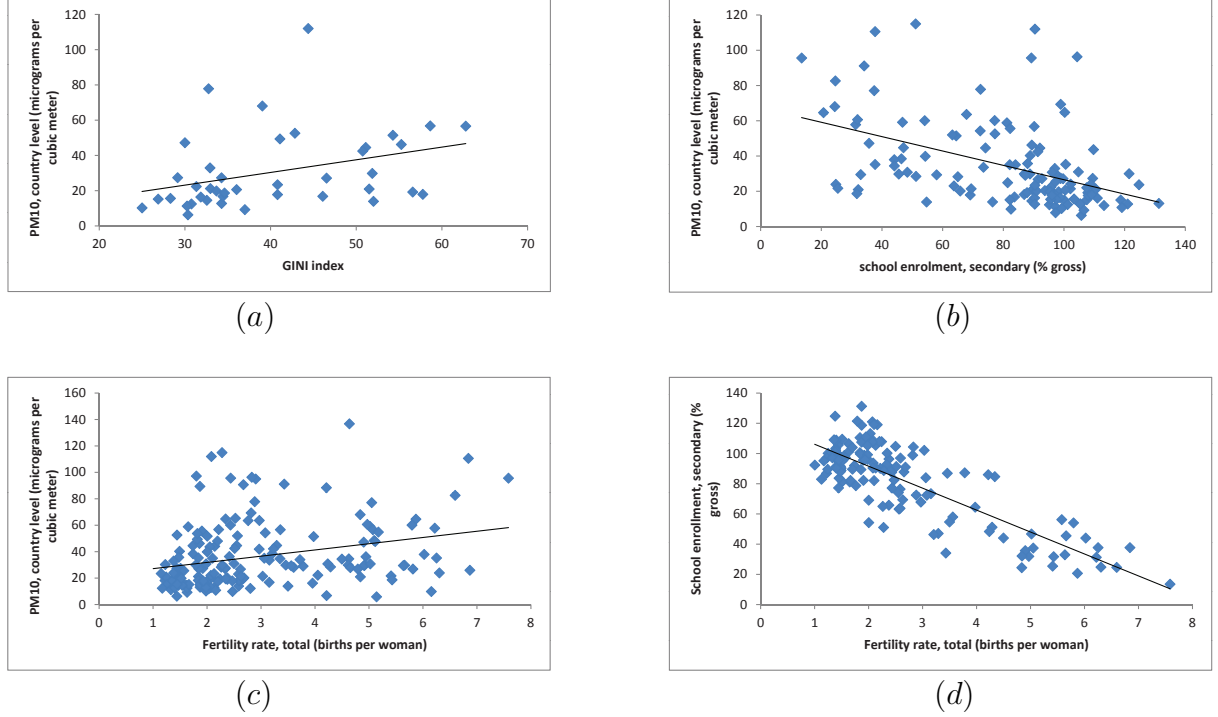 PM10, country level (micrograms per
cubic meter)
120
100
80
60
40
20
0
20 30 40 50 60 70
GINI index
(a)
PM10, country level (micrograms per
cubic meter)
120
100
80
60
40
20
0
0 20 40 60 80 100 120 140
school enrolment, secondary (% gross)
(b)
PM10, country level (micrograms per
cubic meter)
160
140
120
100
80
60
40
20
0
0 1 2 3 4 5 6 7 8
Fertility rate, total (births per woman)
(c)
School enrollment, secondary (%
gross)
140
120
100
80
60
40
20
0
0 1 2 3 4 5 6 7 8
Fertility rate, total (births per woman)
(d)